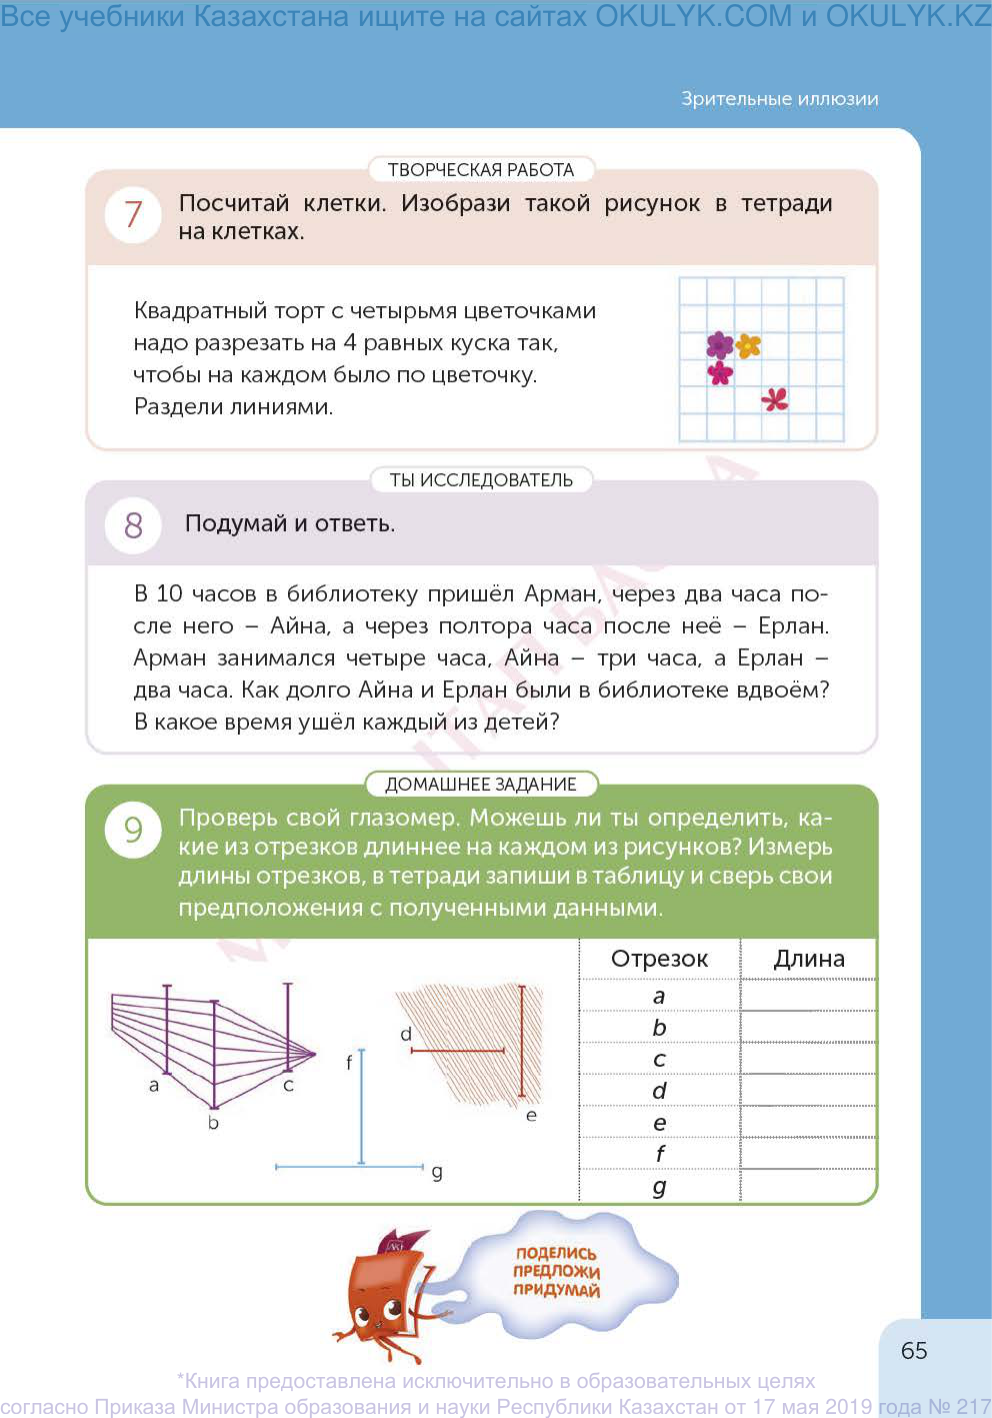 Все учебники Казахстана ищите на сайтах OKULYK.COM и OKULYK.KZ
Зрительные иллюзии
ТВОРЧЕСКАЯ РАБОТА
7
Посчитай клетки. Изобрази такой рисунок в тетради
на клетках.
Квадратный торт с четырьмя цветочками
надо разрезать на 4 равных куска так,
чтобы на каждом было по цветочку.
Раздели линиями.
ТЫ ИССЛЕДОВАТЕЛЬ
8
Подумай и ответь.
В 10 часов в библиотеку пришёл Арман, через два часа по-
сле него – Айна, а через полтора часа после неё – Ерлан.
Арман занимался четыре часа, Айна – три часа, а Ерлан –
два часа. Как долго Айна и Ерлан были в библиотеке вдвоём?
В какое время ушёл каждый из детей?
ДОМАШНЕЕ ЗАДАНИЕ
9
Проверь свой глазомер. Можешь ли ты определить, ка-
кие из отрезков длиннее на каждом из рисунков? Измерь
длины отрезков, в тетради запиши в таблицу и сверь свои
предположения с полученными данными.
a
b
c
d
e
f
g
Отрезок Длина
a
b
c
d
e
f
g
ПОДЕЛИСЬ
ПРЕДЛОЖИ
ПРИДУМАЙ
65
*Книга предоставлена исключительно в образовательных целях
согласно Приказа Министра образования и науки Республики Казахстан от 17 мая 2019 года № 217